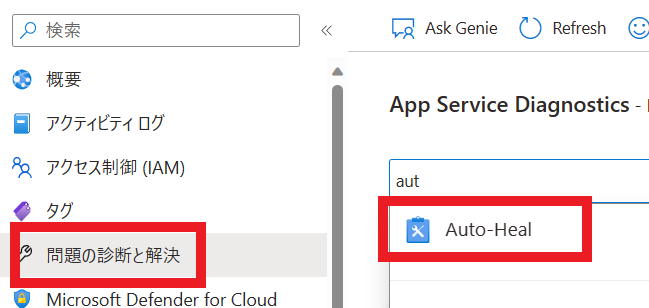 検索
概要
アクティビティ ログ
アクセス制御 (IAM)
タグ
問題の診断と解決
Microsoft Defender for Cloud
Ask Genie
Refresh
App Service Diagnostics -
aut
Auto-Heal